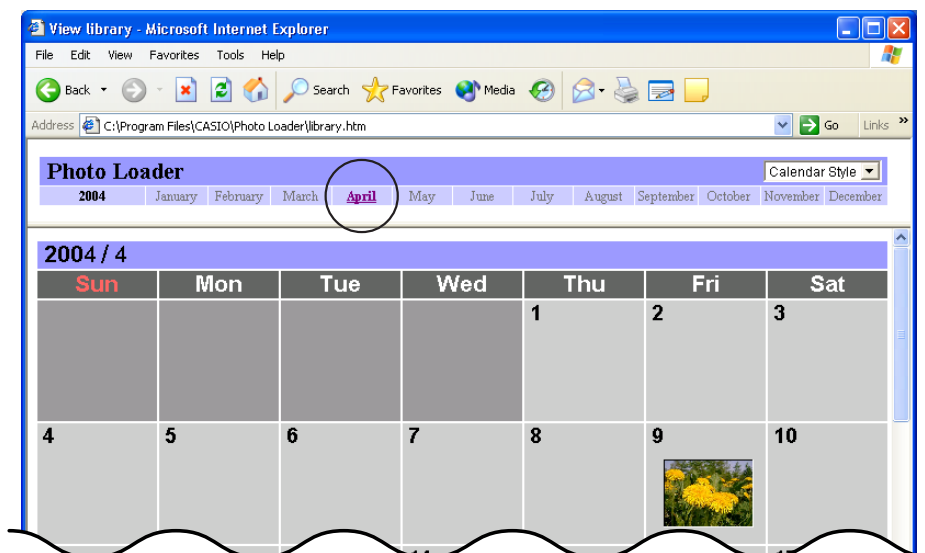 View library - Microsoft Internet Explorer
File Edit View Favorites Tools Help
Back Search Favorites Media
Address C:\Program Files\CASIO\Photo Loader\library.htm Go Links »
Photo Loader Calendar Style
2004 January February March April May June July August September October November December
2004 / 4
Sun Mon Tue Wed Thu Fri Sat
1 2 3
4 5 6 7 8 9 10